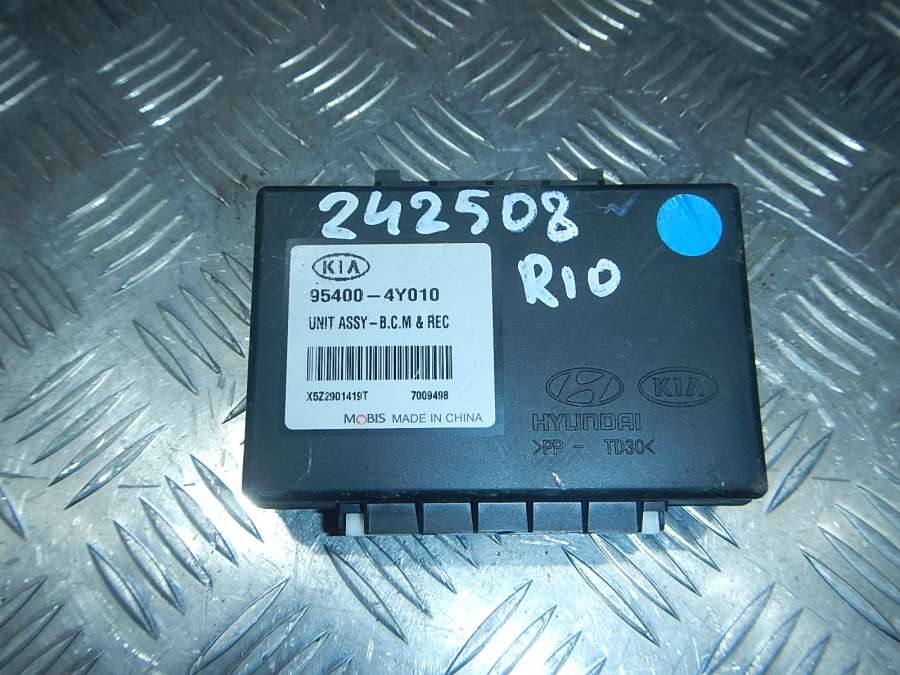 242508
RIO
KIA
95400-4Y010
UNIT ASSY-B.C.M & REC
X5Z2901419T 7009498
MOBIS MADE IN CHINA
KIA
HYUNDAI
>PP - TD30<